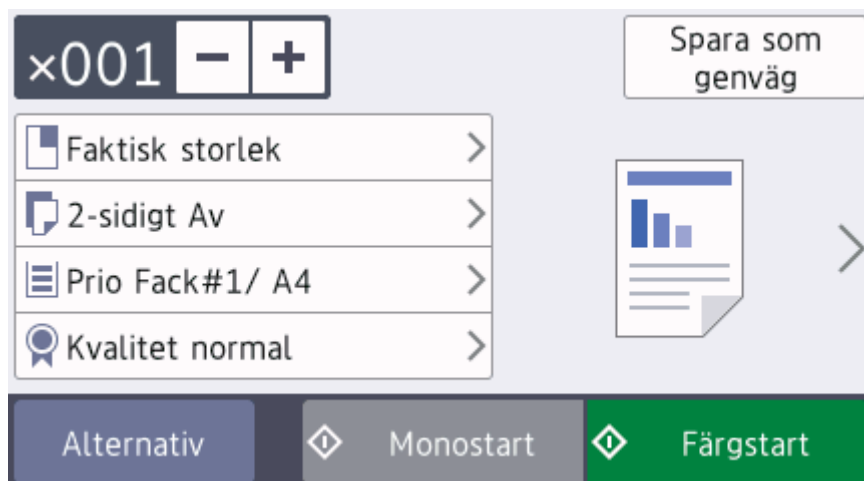 ×001 − +
Spara som
genväg
Faktisk storlek
2-sidigt Av
Prio Fack#1/ A4
Kvalitet normal
Alternativ
Monostart
Färgstart